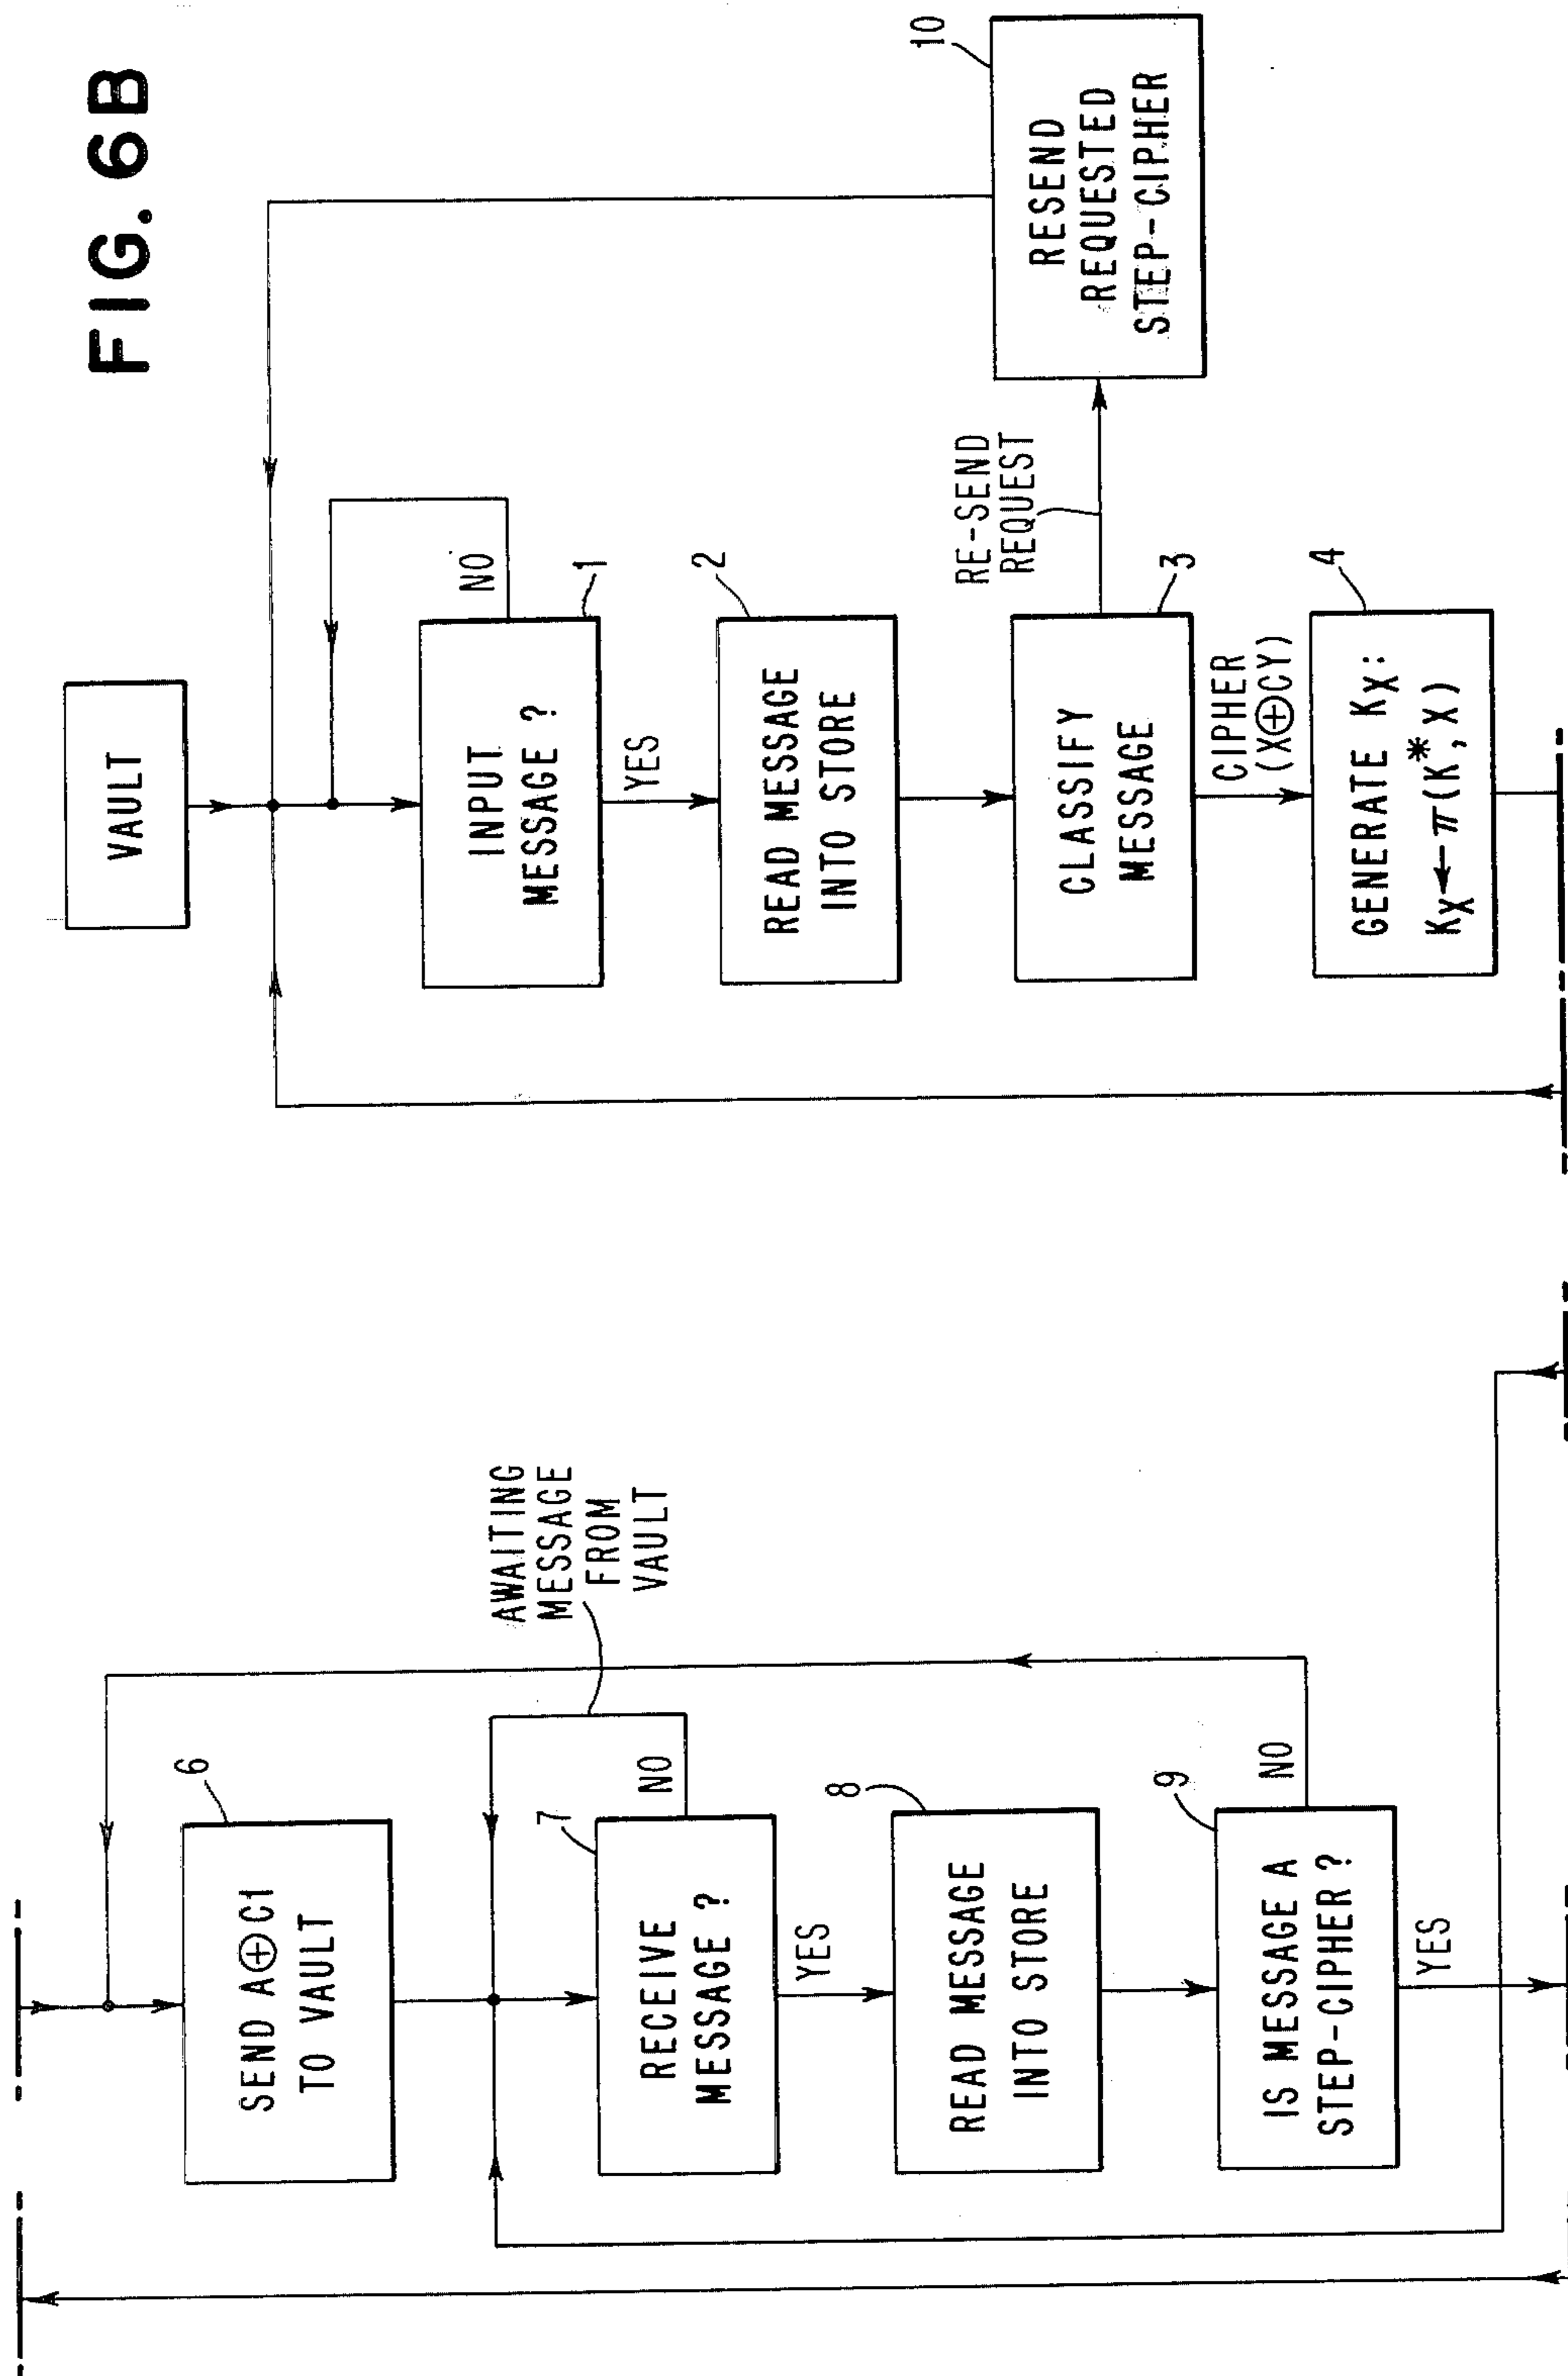 FIG. 6B
6
SEND A⊕C1
TO VAULT
AWAITING
MESSAGE
FROM
VAULT
7
RECEIVE
MESSAGE ?
NO
YES
8
READ MESSAGE
INTO STORE
9
IS MESSAGE A
STEP-CIPHER ?
NO
YES
VAULT
INPUT
MESSAGE ?
NO
1
YES
2
READ MESSAGE
INTO STORE
CLASSIFY
MESSAGE
3
RE-SEND
REQUEST
10
RESEND
REQUESTED
STEP-CIPHER
CIPHER
(X⊕CY)
4
GENERATE KX:
KX←π(K*,X)